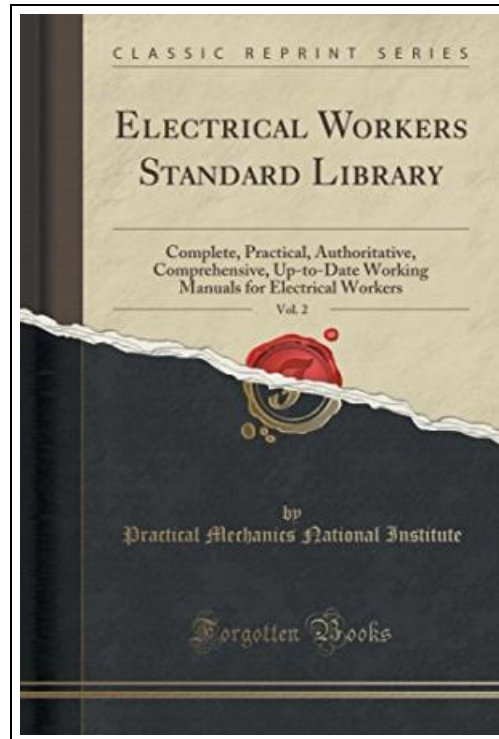 CLASSIC REPRINT SERIES
ELECTRICAL WORKERS
STANDARD LIBRARY
Complete, Practical, Authoritative,
Comprehensive, Up-to-Date Working
Manuals for Electrical Workers
Vol. 2
by
Practical Mechanics National Institute
Forgotten Books